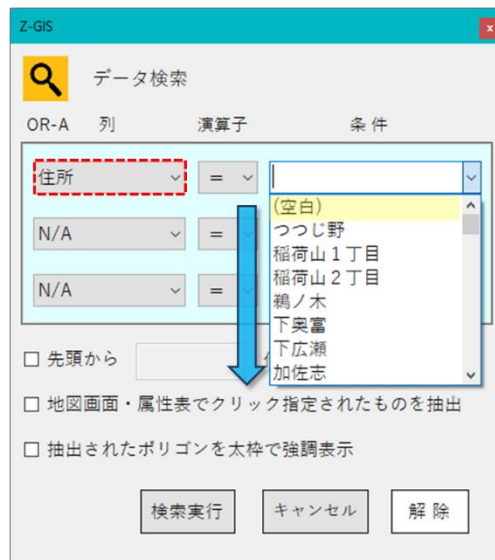 Z-GIS
x
データ検索
OR-A 列 演算子 条件
住所 =
(空白)
つつじ野
稲荷山1丁目
稲荷山2丁目
鵜ノ木
下奥富
下広瀬
加佐志
N/A =
N/A =
□ 先頭から
□ 地図画面・属性表でクリック指定されたものを抽出
□ 抽出されたポリゴンを太枠で強調表示
検索実行 キャンセル 解除